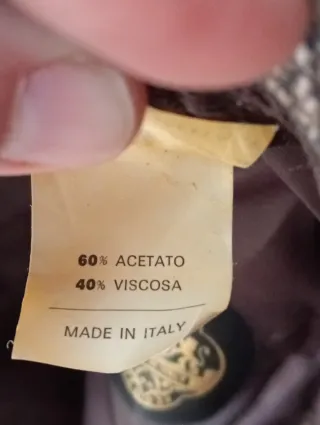 60% ACETATO
40% VISCOSA
MADE IN ITALY